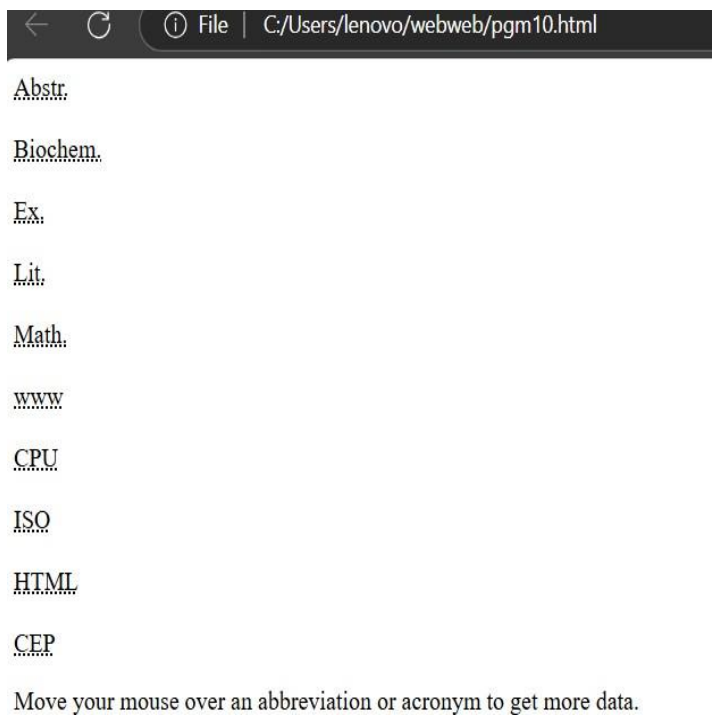 File | C:/Users/lenovo/webweb/pgm10.html
Abstr.
Biochem.
Ex.
Lit.
Math.
www
CPU
ISO
HTML
CEP
Move your mouse over an abbreviation or acronym to get more data.